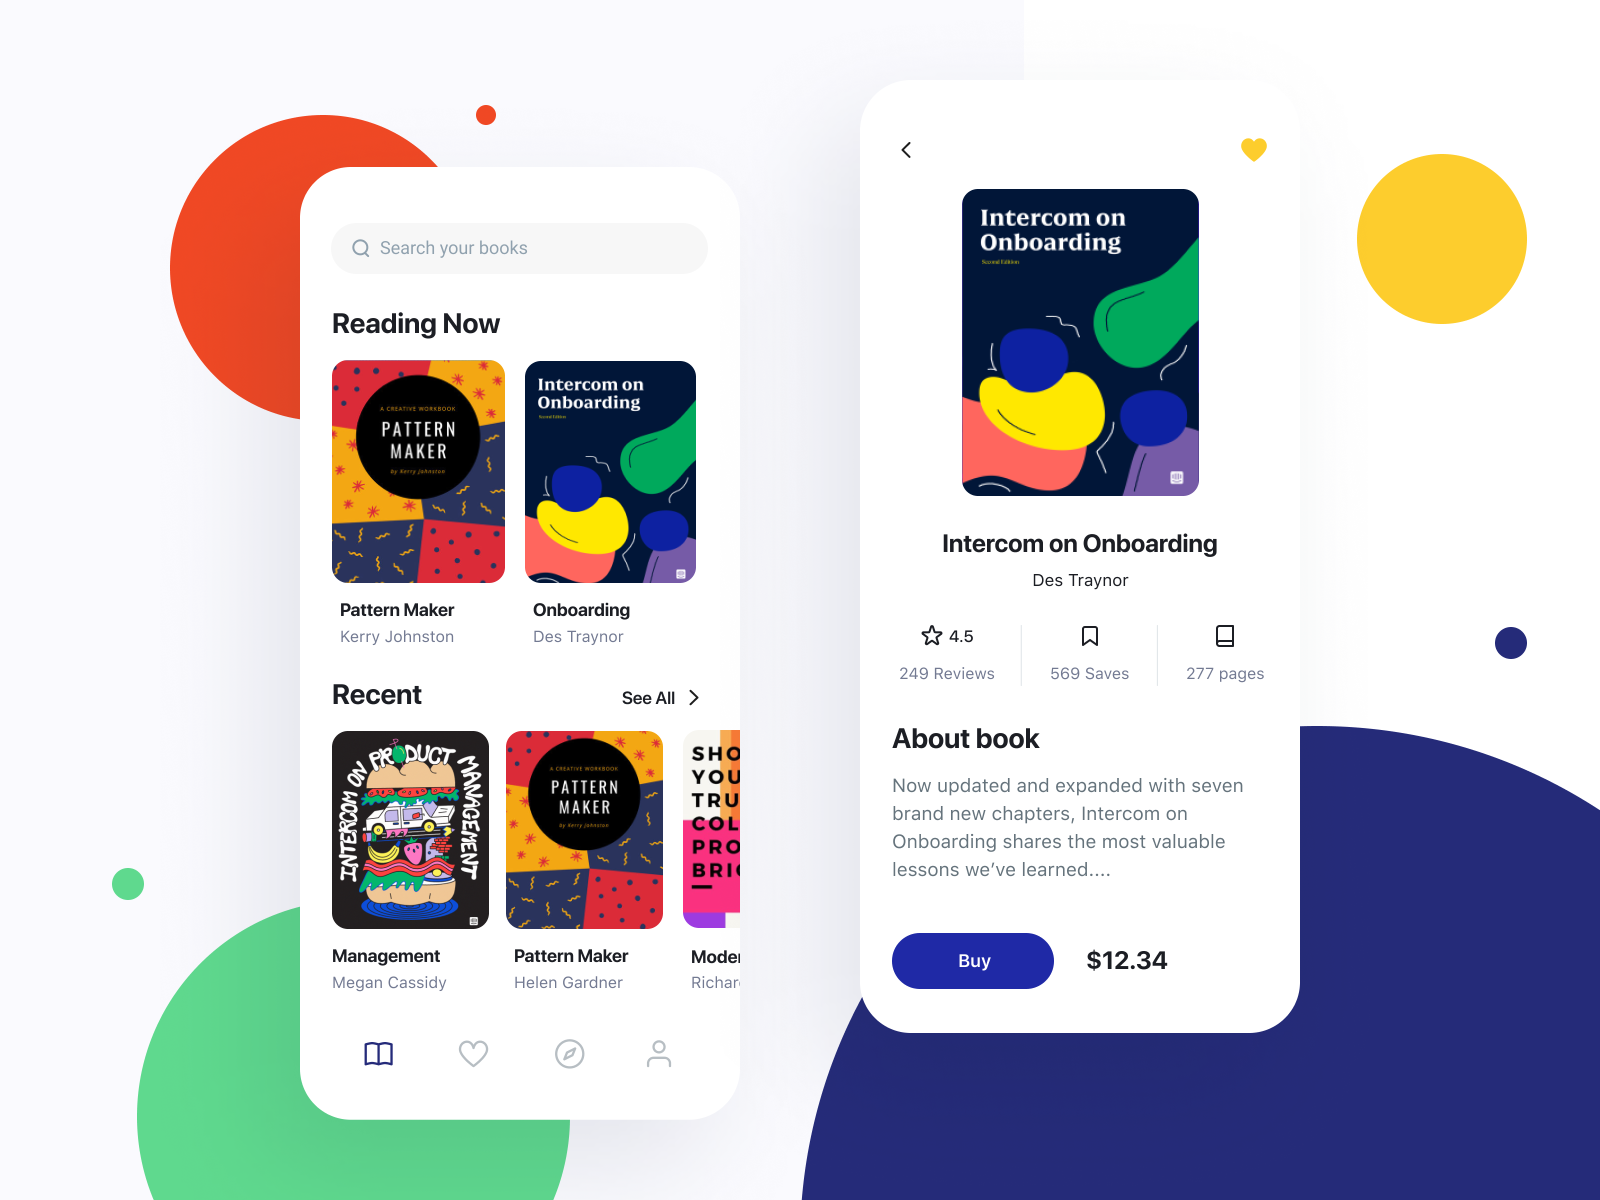 Search your books
Reading Now
A CREATIVE WORKBOOK
PATTERN
MAKER
by Kerry Johnston
Intercom on
Onboarding
Second Edition
Pattern Maker
Kerry Johnston
Onboarding
Des Traynor
Recent
See All
INTERCOM ON PRODUCT MANAGEMENT
A CREATIVE WORKBOOK
PATTERN
MAKER
by Kerry Johnston
SHO
YOU
TRU
COL
PRO
BRI
Management
Megan Cassidy
Pattern Maker
Helen Gardner
Moder
Richar
Intercom on
Onboarding
Second Edition
Intercom on Onboarding
Des Traynor
4.5
249 Reviews
569 Saves
277 pages
About book
Now updated and expanded with seven
brand new chapters, Intercom on
Onboarding shares the most valuable
lessons we’ve learned....
Buy
$12.34